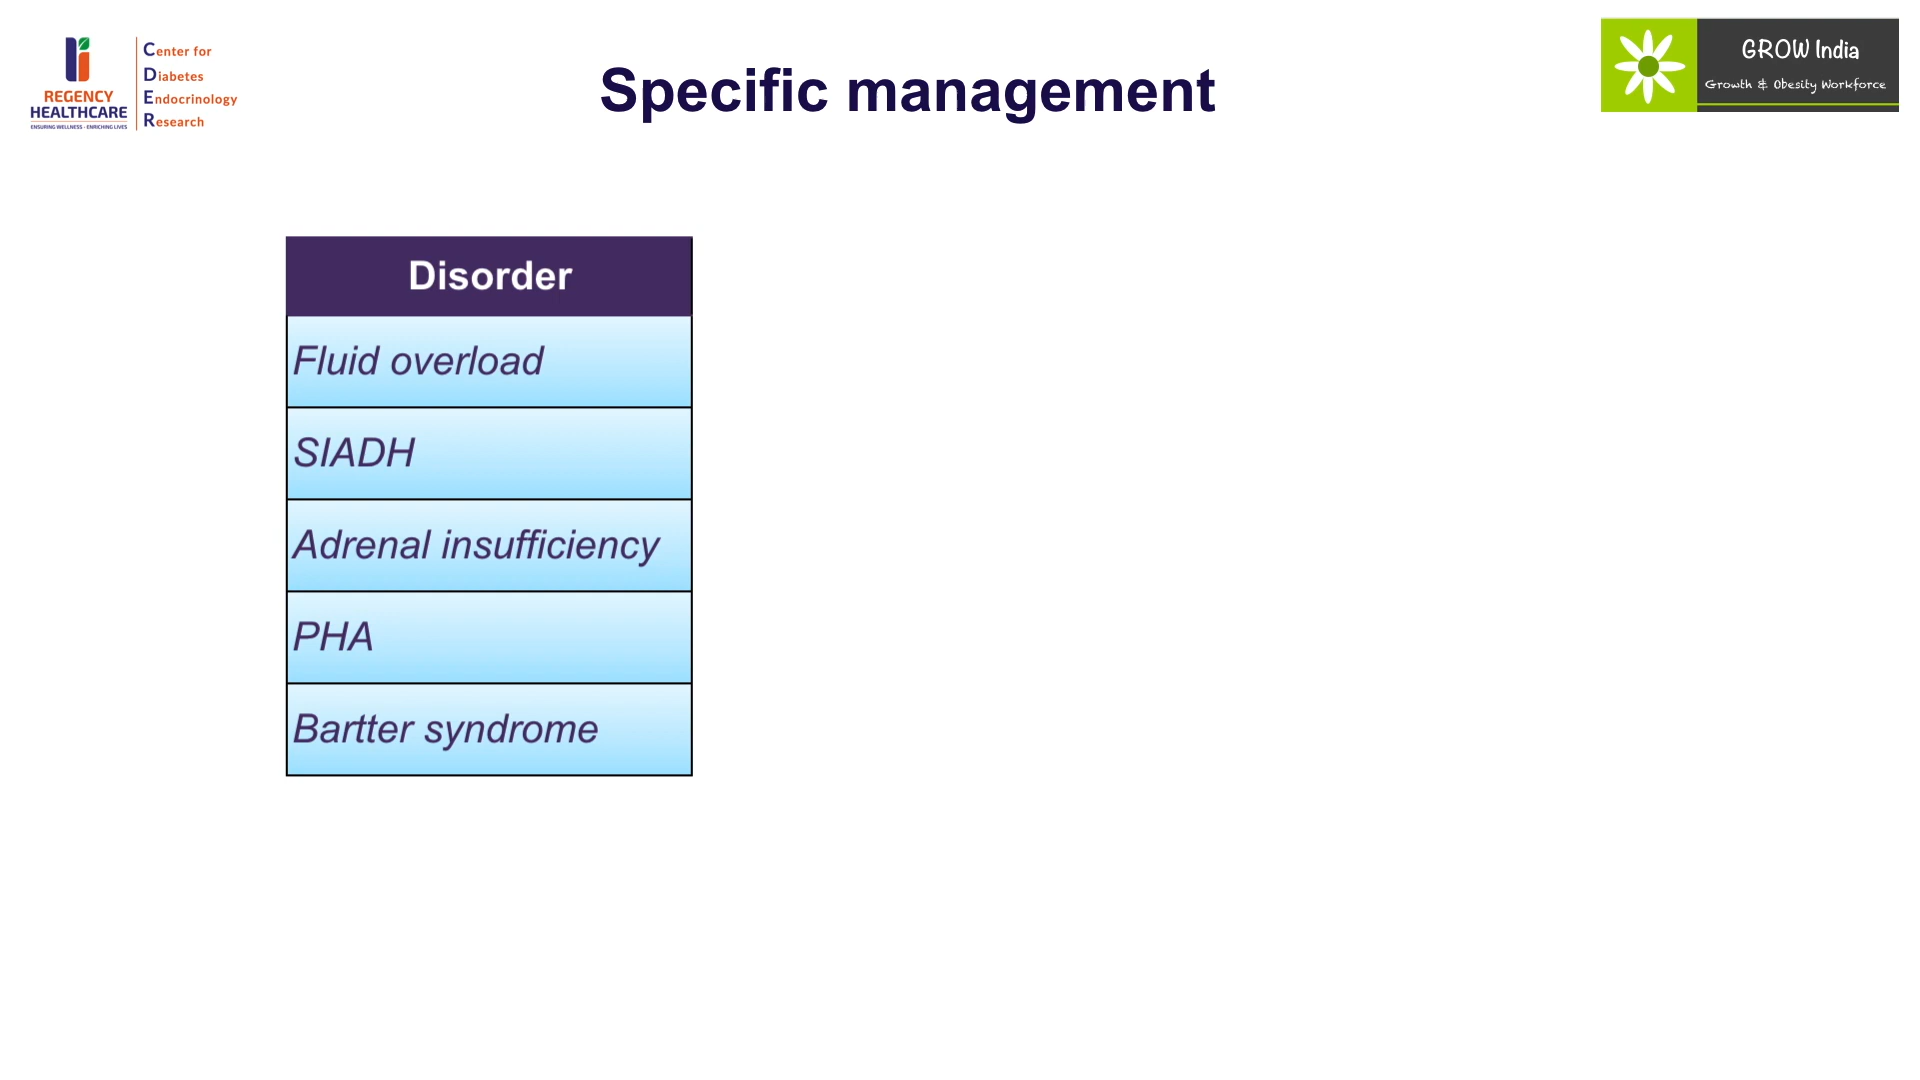 REGENCY
HEALTHCARE
ENSURING WELLNESS - ENRICHING LIVES
Center for
Diabetes
Endocrinology
Research
Specific management
GROW India
Growth & Obesity Workforce
Disorder
Fluid overload
SIADH
Adrenal insufficiency
PHA
Bartter syndrome